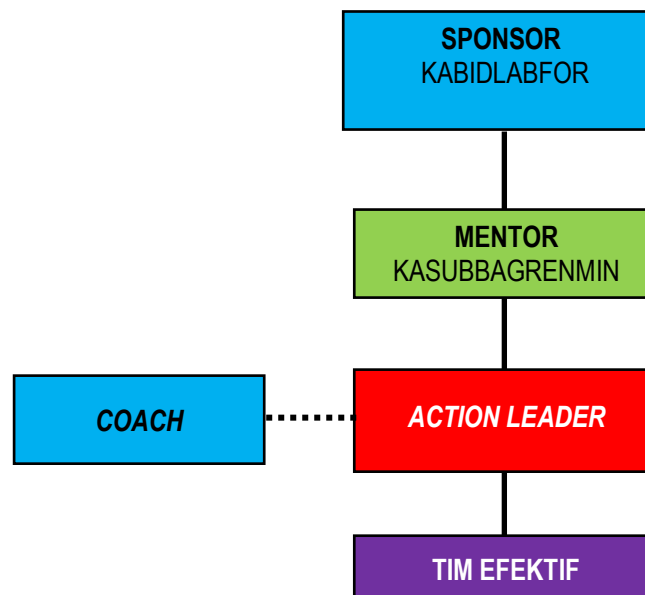 SPONSOR
KABIDLABFOR
MENTOR
KASUBBAGRENMIN
COACH
ACTION LEADER
TIM EFEKTIF